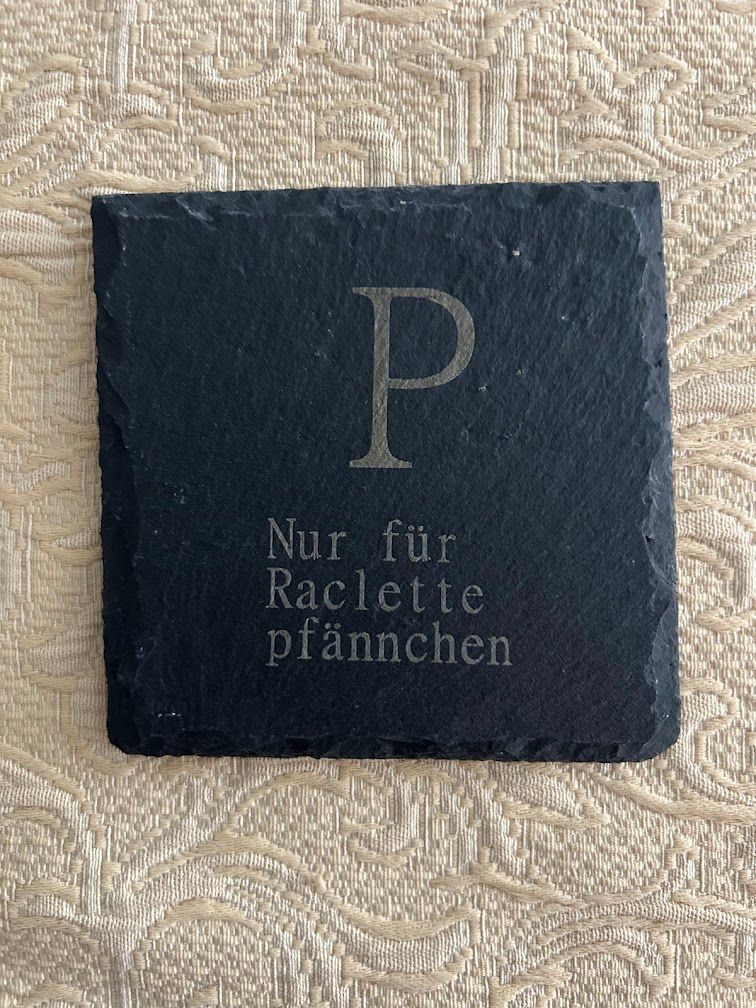 P
Nur für
Raclette
pfännchen